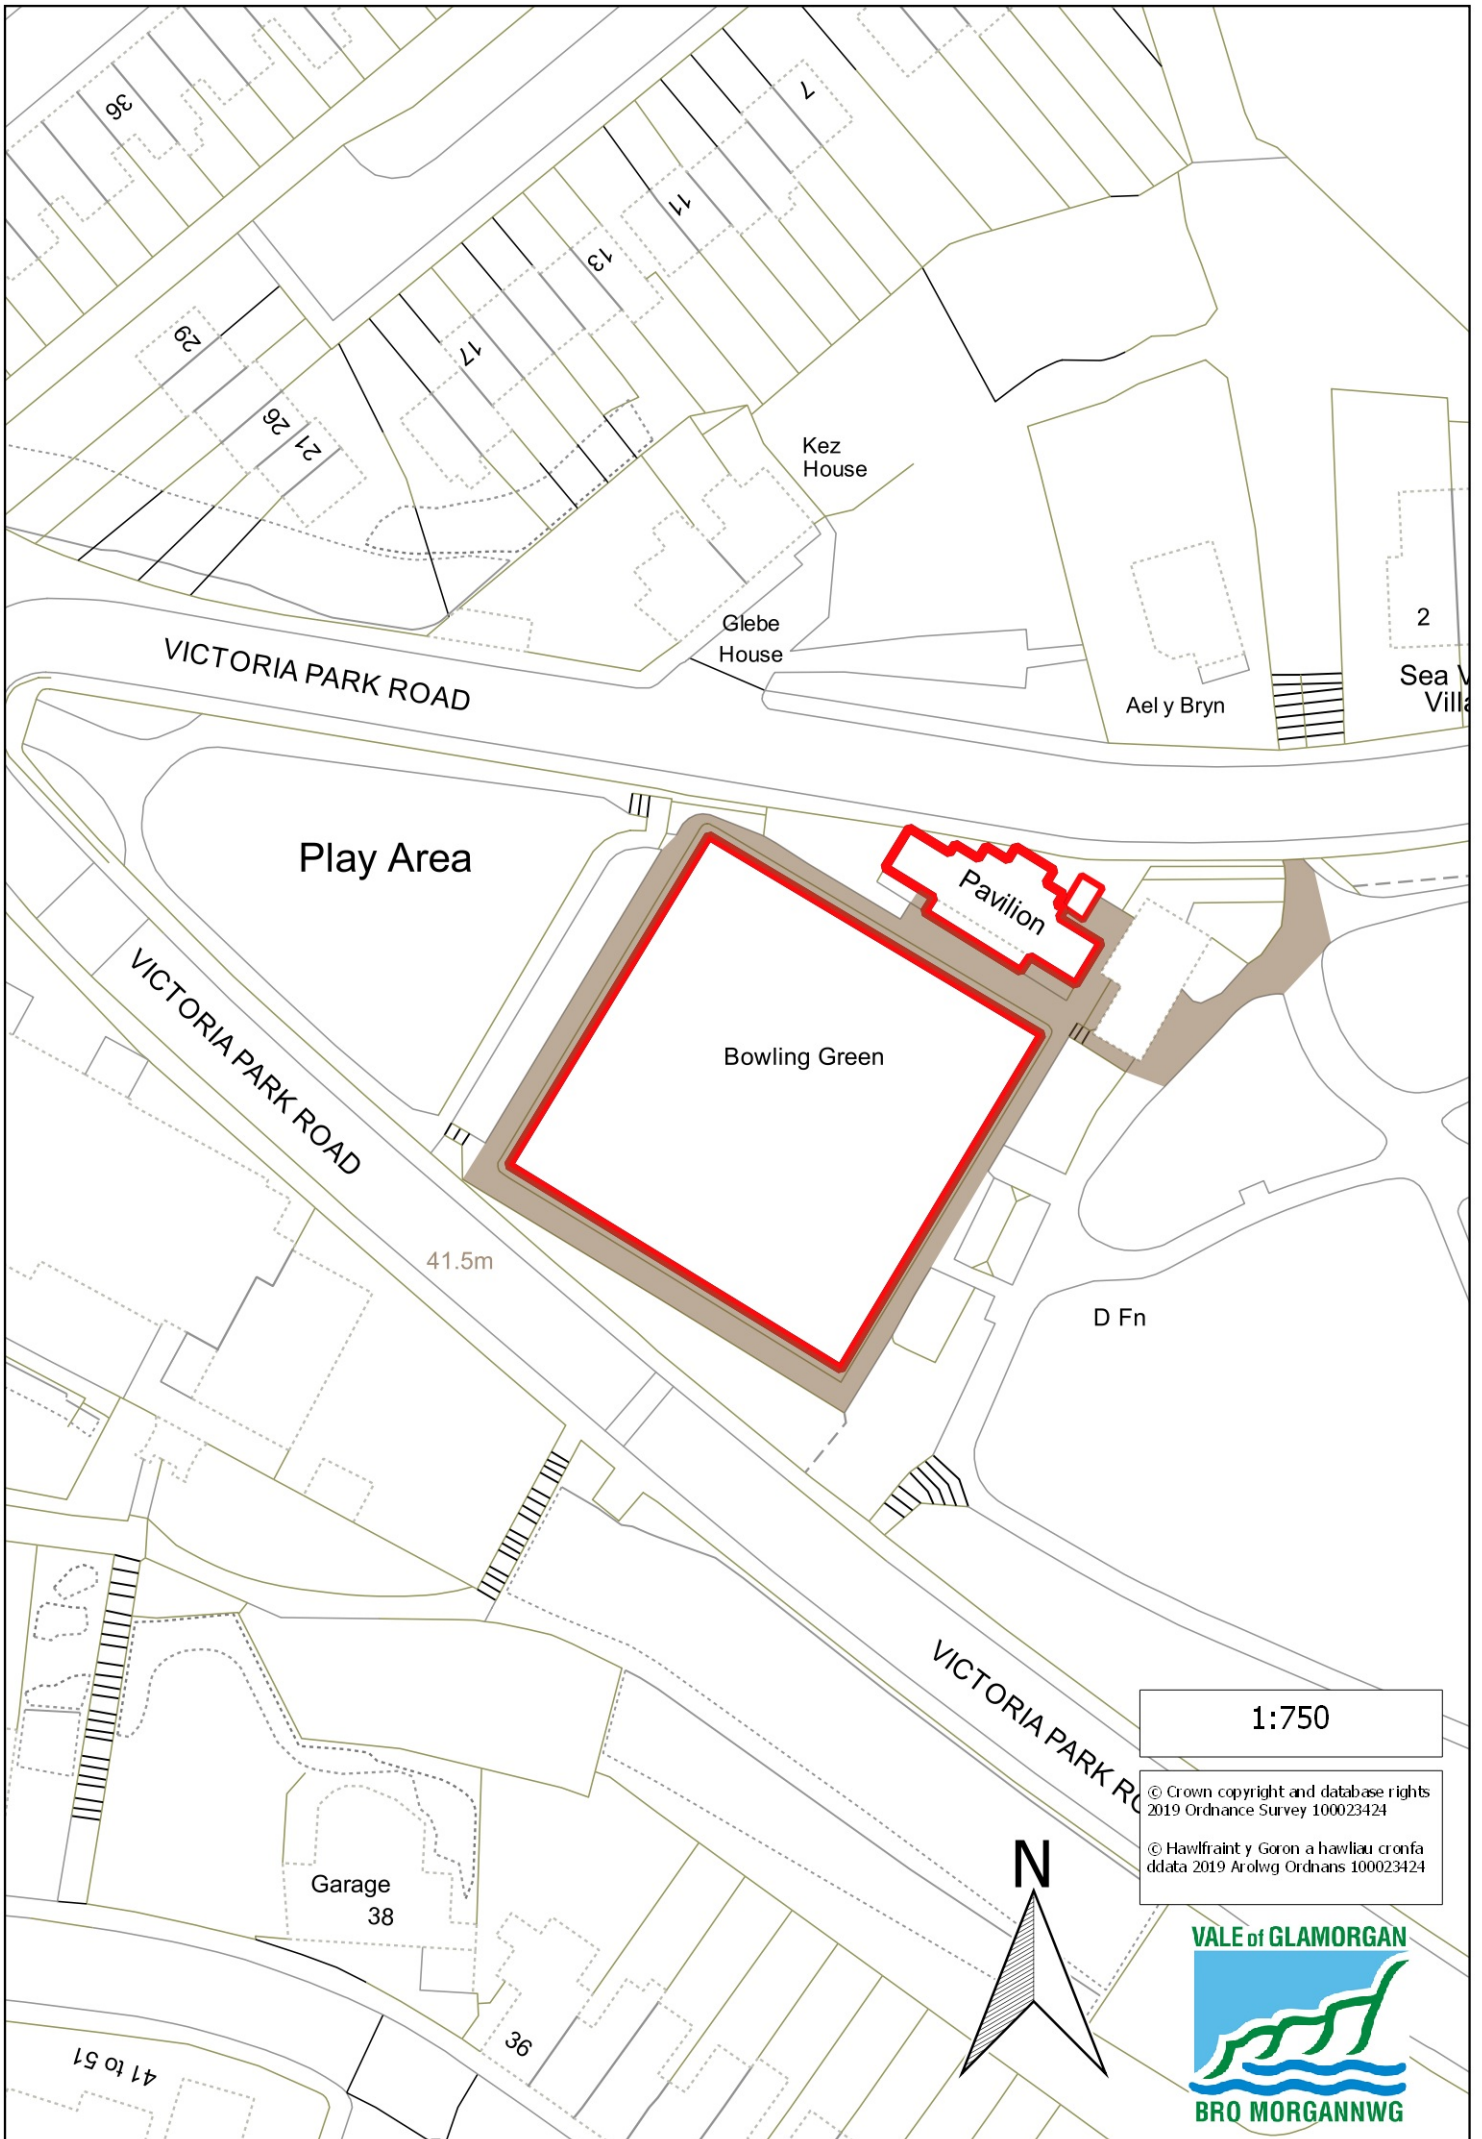 36
7
11
13
17
29
26
21
Kez
House
Glebe
House
2
VICTORIA PARK ROAD
Sea V
Villa
Ael y Bryn
Play Area
Pavilion
VICTORIA PARK ROAD
Bowling Green
41.5m
D Fn
VICTORIA PARK RO
1:750
© Crown copyright and database rights
2019 Ordnance Survey 100023424
© Hawlfraint y Goron a hawliau cronfa
ddata 2019 Arolwg Ordnans 100023424
N
Garage
38
36
41 to 51
VALE of GLAMORGAN
BRO MORGANNWG